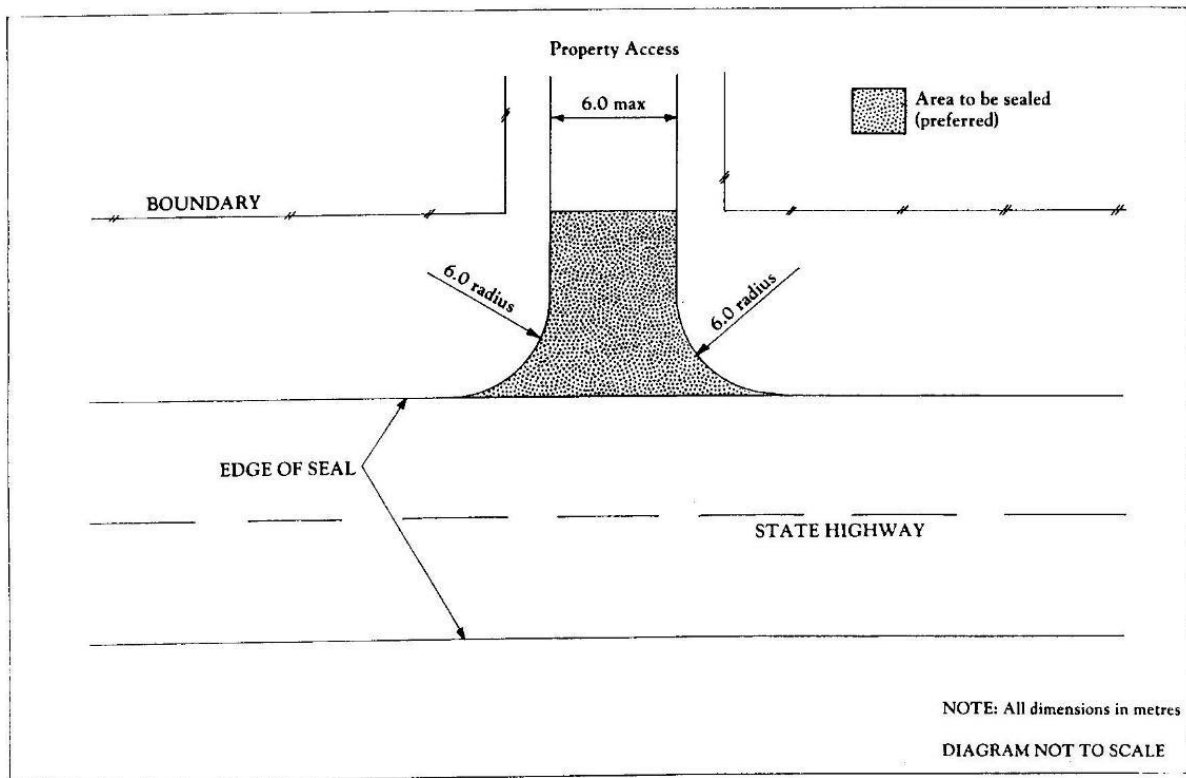 Property Access
6.0 max
Area to be sealed
(preferred)
BOUNDARY
6.0 radius
6.0 radius
EDGE OF SEAL
STATE HIGHWAY
NOTE: All dimensions in metres
DIAGRAM NOT TO SCALE